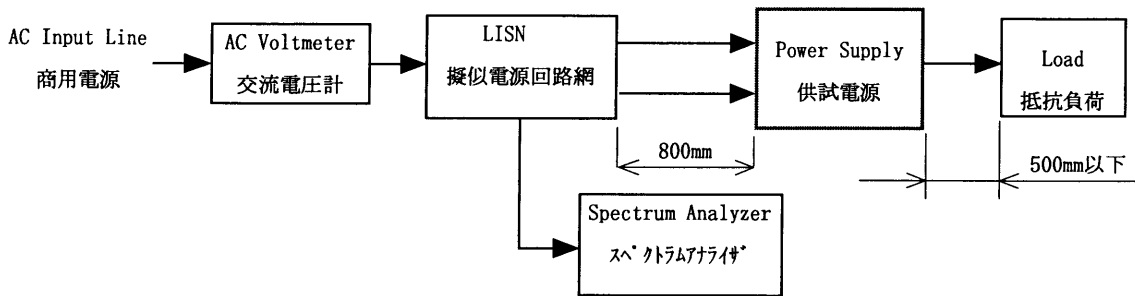 AC Input Line
商用電源
AC Voltmeter
交流電圧計
LISN
擬似電源回路網
Power Supply
供試電源
Load
抵抗負荷
800mm
500mm以下
Spectrum Analyzer
ｽﾍﾟｸﾄﾗﾑｱﾅﾗｲｻﾞ